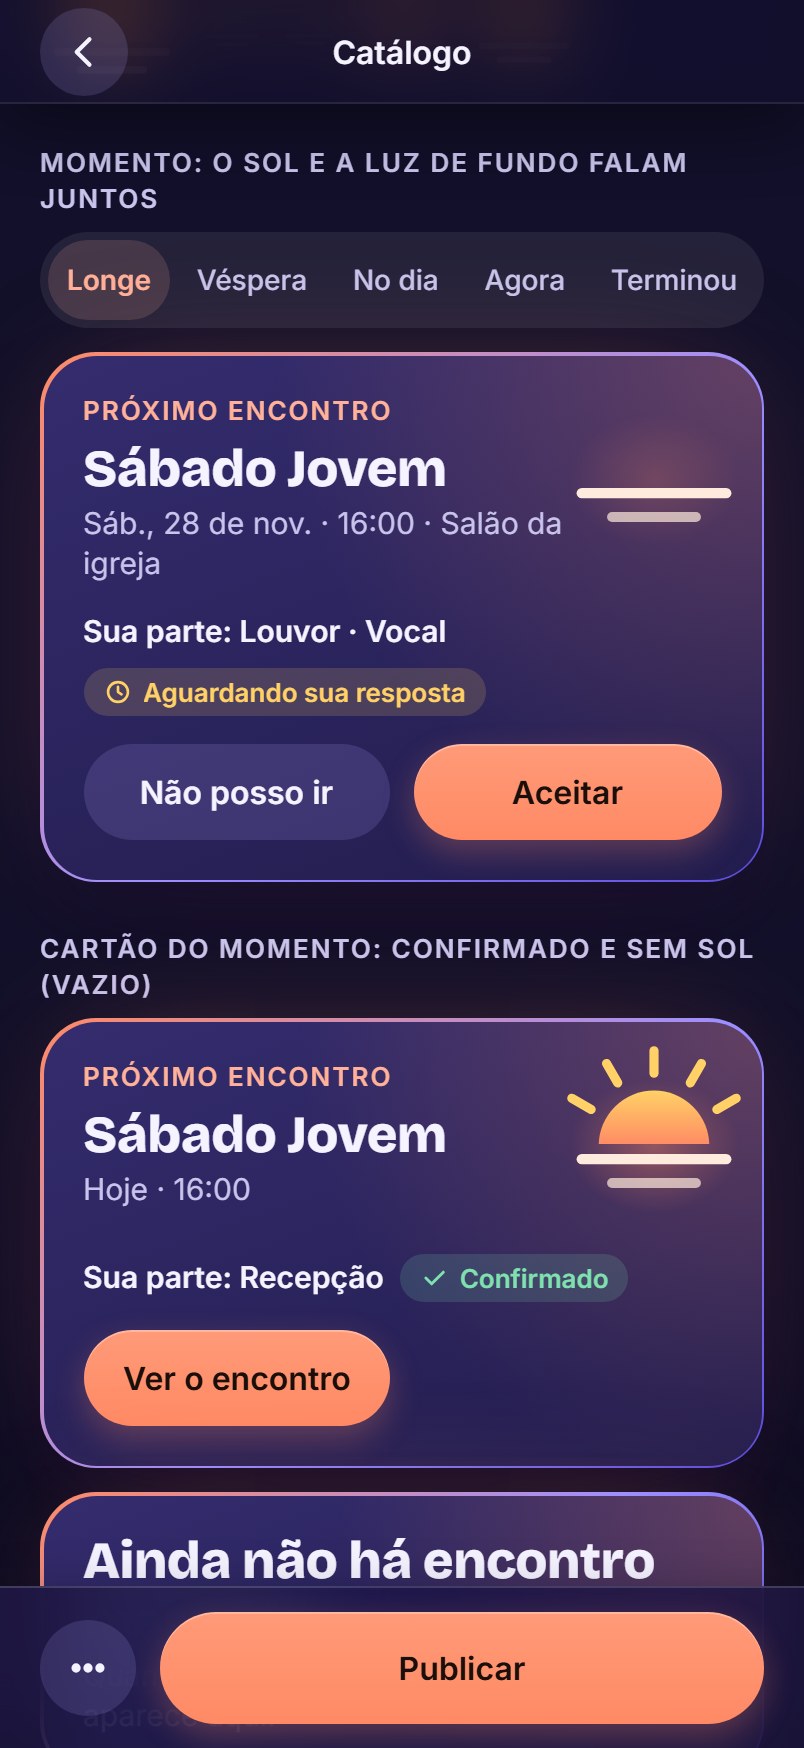 Catálogo
MOMENTO: O SOL E A LUZ DE FUNDO FALAM
JUNTOS
Longe Véspera No dia Agora Terminou
PRÓXIMO ENCONTRO
Sábado Jovem
Sáb., 28 de nov. · 16:00 · Salão da
igreja
Sua parte: Louvor · Vocal
Aguardando sua resposta
Não posso ir Aceitar
CARTÃO DO MOMENTO: CONFIRMADO E SEM SOL
(VAZIO)
PRÓXIMO ENCONTRO
Sábado Jovem
Hoje · 16:00
Sua parte: Recepção Confirmado
Ver o encontro
Ainda não há encontro
Publicar